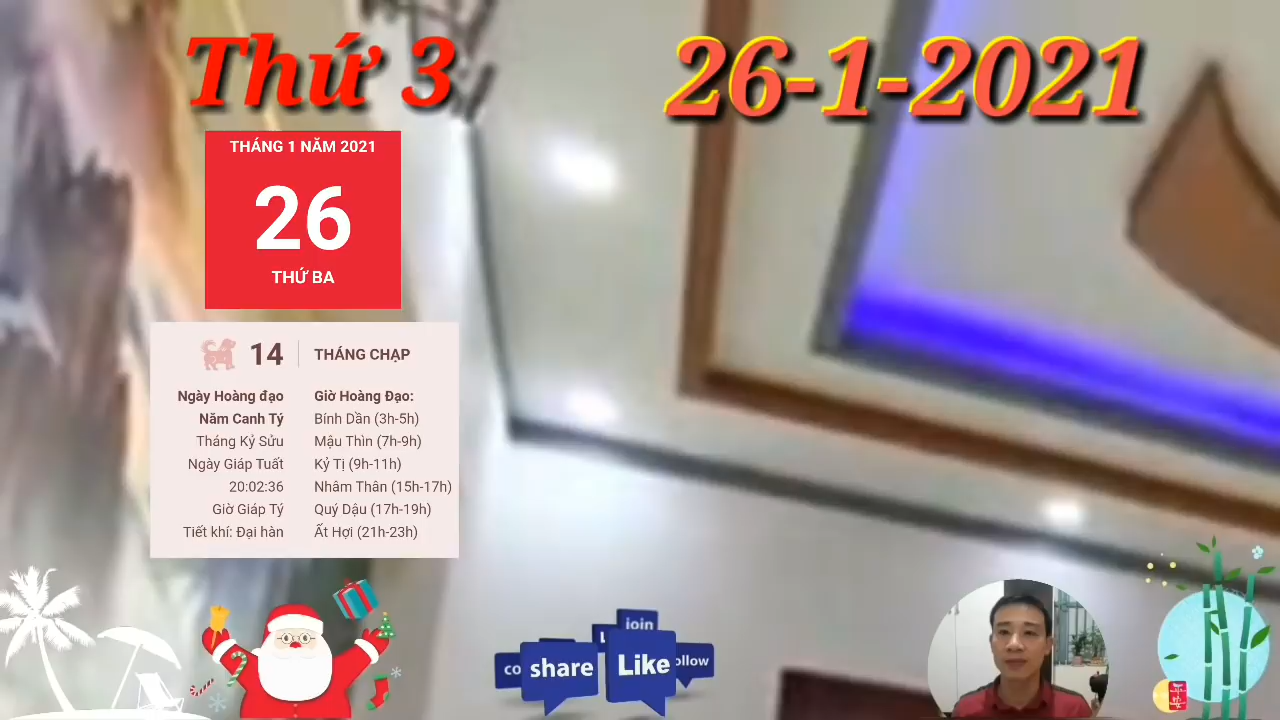 Thứ 3
26-1-2021
THÁNG 1 NĂM 2021
26
THỨ BA
14
THÁNG CHẠP
Ngày Hoàng đạo
Năm Canh Tý
Tháng Kỷ Sửu
Ngày Giáp Tuất
20:02:36
Giờ Giáp Tý
Tiết khí: Đại hàn
Giờ Hoàng Đạo:
Bính Dần (3h-5h)
Mậu Thìn (7h-9h)
Kỷ Tị (9h-11h)
Nhâm Thân (15h-17h)
Quý Dậu (17h-19h)
Ất Hợi (21h-23h)
join
share
Like